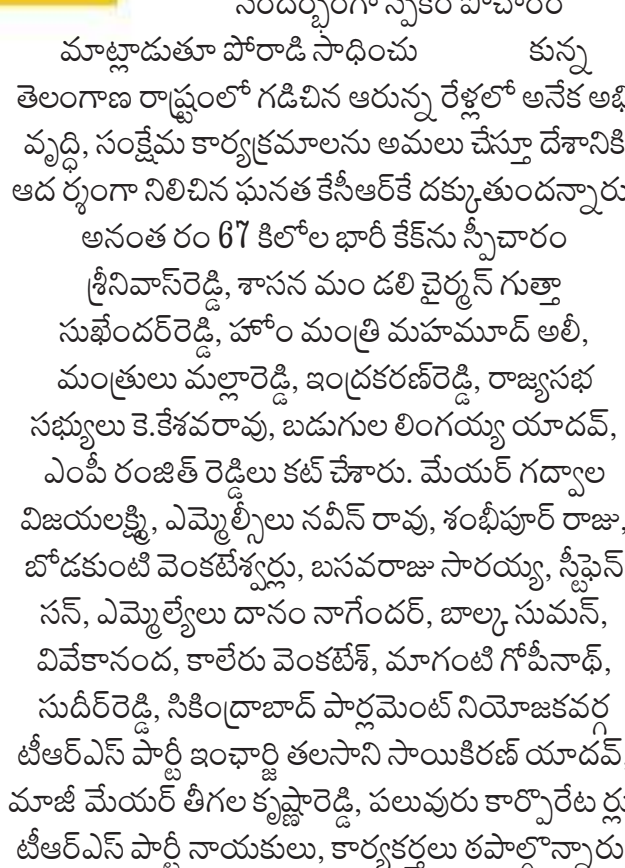 సందర్భంగా స్పీకర్ పోచారం
మాట్లాడుతూ పోరాడి సాధించు కున్న
తెలంగాణ రాష్ట్రంలో గడిచిన ఆరున్న రేళ్లలో అనేక అభి
వృద్ధి, సంక్షేమ కార్యక్రమాలను అమలు చేస్తూ దేశానికి
ఆద ర్శంగా నిలిచిన ఘనత కేసీఆర్‌కే దక్కుతుందన్నారు
అనంత రం 67 కిలోల భారీ కేక్‌ను స్పీచారం
శ్రీనివాస్‌రెడ్డి, శాసన మం డలి చైర్మన్ గుత్తా
సుఖేందర్‌రెడ్డి, హోం మంత్రి మహమూద్ అలీ,
మంత్రులు మల్లారెడ్డి, ఇంద్రకరణ్‌రెడ్డి, రాజ్యసభ
సభ్యులు కె.కేశవరావు, బడుగుల లింగయ్య యాదవ్,
ఎంపీ రంజిత్ రెడ్డిలు కట్ చేశారు. మేయర్ గద్వాల
విజయలక్ష్మి, ఎమ్మెల్సీలు నవీన్ రావు, శంభీపూర్ రాజు,
బోడకుంటి వెంకటేశ్వర్లు, బసవరాజు సారయ్య, స్టీఫెన్
సన్, ఎమ్మెల్యేలు దానం నాగేందర్, బాల్క సుమన్,
వివేకానంద, కాలేరు వెంకటేశ్, మాగంటి గోపీనాథ్,
సుదీర్‌రెడ్డి, సికింద్రాబాద్ పార్లమెంట్ నియోజకవర్గ
టీఆర్ఎస్ పార్టీ ఇంఛార్జి తలసాని సాయికిరణ్ యాదవ్,
మాజీ మేయర్ తీగల కృష్ణారెడ్డి, పలువురు కార్పొరేట ర్లు
టీఆర్ఎస్ పార్టీ నాయకులు, కార్యకర్తలు ఠపాల్గొన్నారు